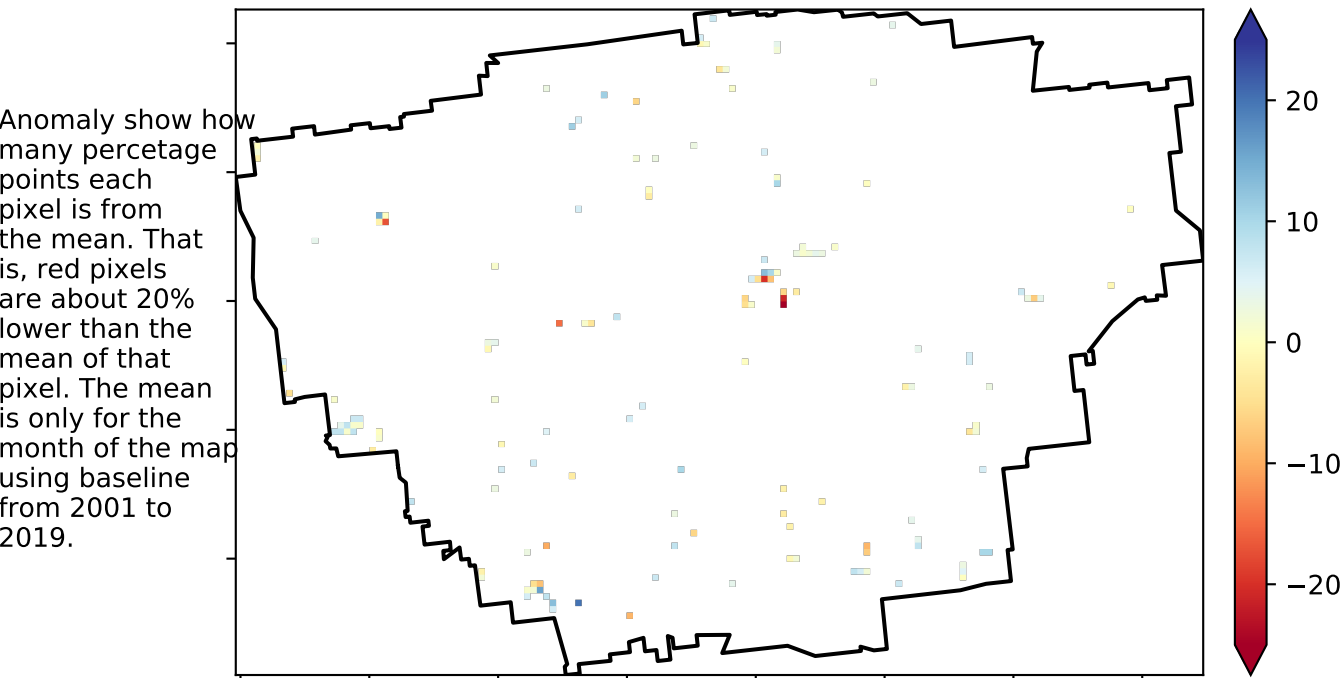 Anomaly show how
many percetage
points each
pixel is from
the mean. That
is, red pixels
are about 20%
lower than the
mean of that
pixel. The mean
is only for the
month of the map
using baseline
from 2001 to
2019.
20
10
0
−10
−20